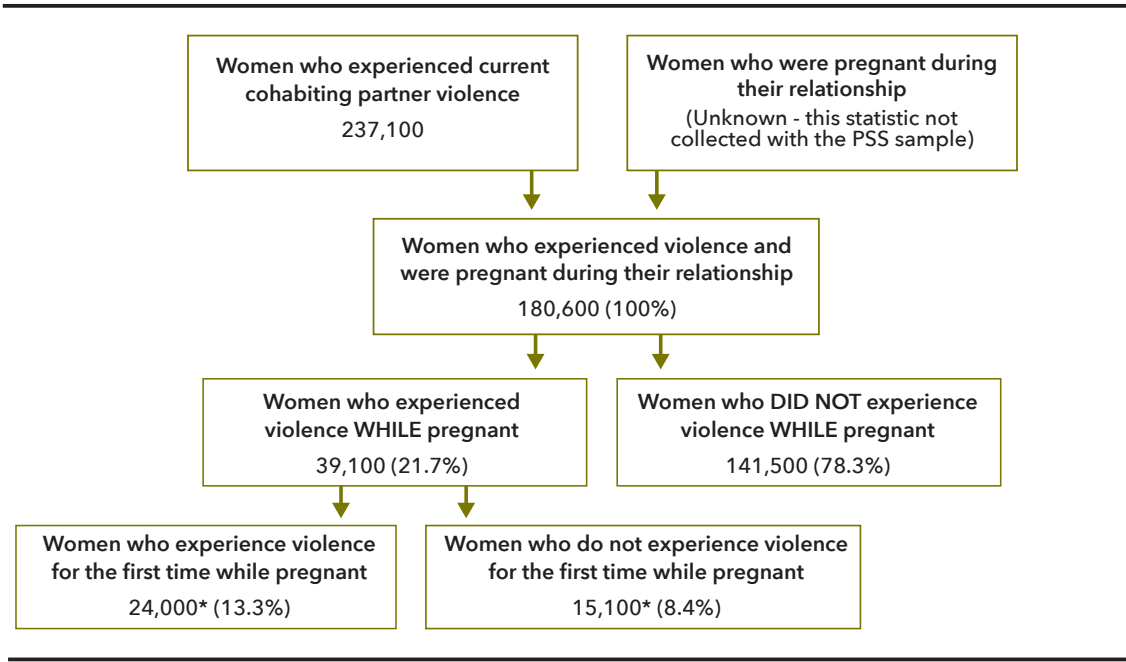 Women who experienced current
cohabiting partner violence
237,100
Women who were pregnant during
their relationship
(Unknown - this statistic not
collected with the PSS sample)
Women who experienced violence and
were pregnant during their relationship
180,600 (100%)
Women who experienced
violence WHILE pregnant
39,100 (21.7%)
Women who DID NOT experience
violence WHILE pregnant
141,500 (78.3%)
Women who experience violence
for the first time while pregnant
24,000* (13.3%)
Women who do not experience violence
for the first time while pregnant
15,100* (8.4%)